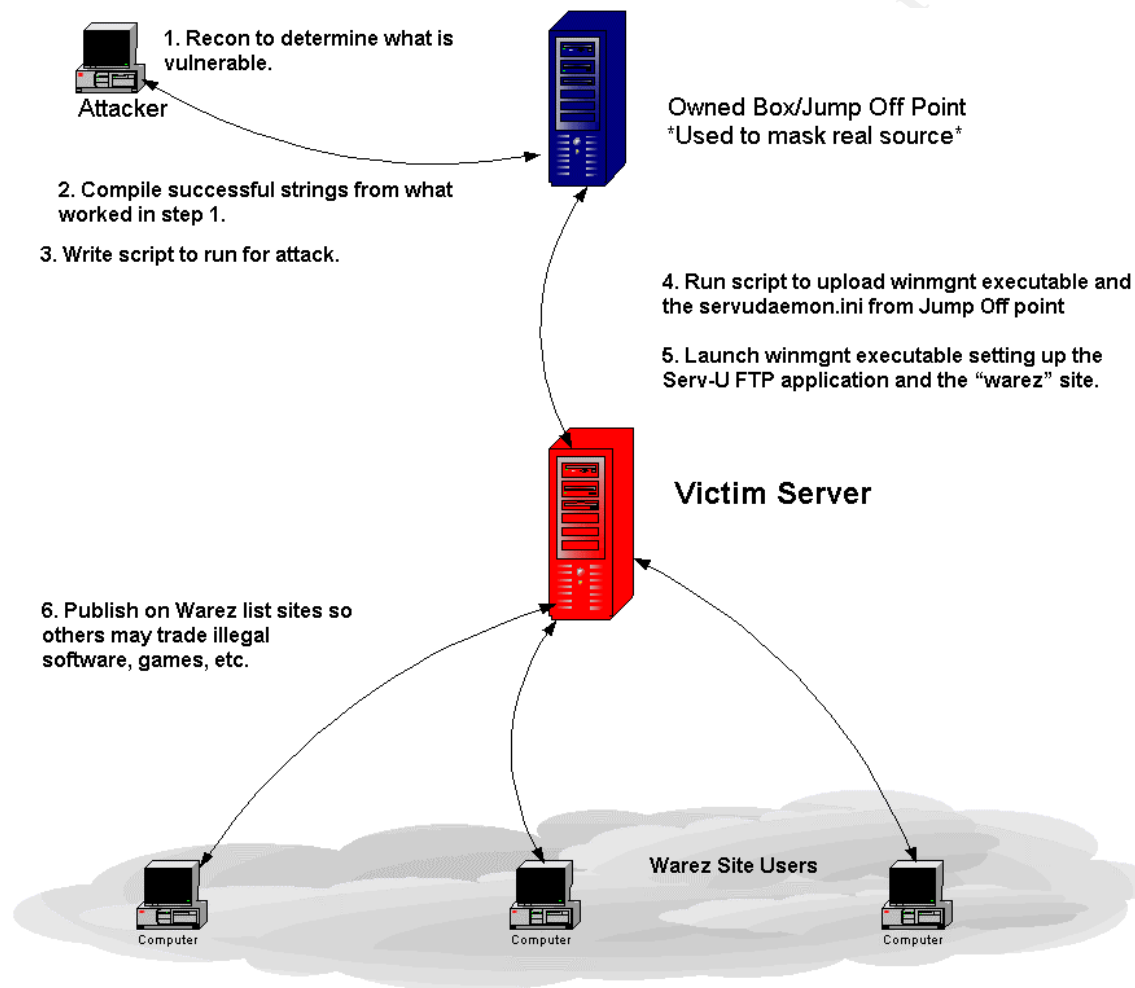 1. Recon to determine what is
vulnerable.
Attacker
Owned Box/Jump Off Point
*Used to mask real source*
2. Compile successful strings from what
worked in step 1.
3. Write script to run for attack.
4. Run script to upload winmgnt executable and
the servudaemon.ini from Jump Off point
5. Launch winmgnt executable setting up the
Serv-U FTP application and the “warez” site.
Victim Server
6. Publish on Warez list sites so
others may trade illegal
software, games, etc.
Warez Site Users
Computer
Computer
Computer